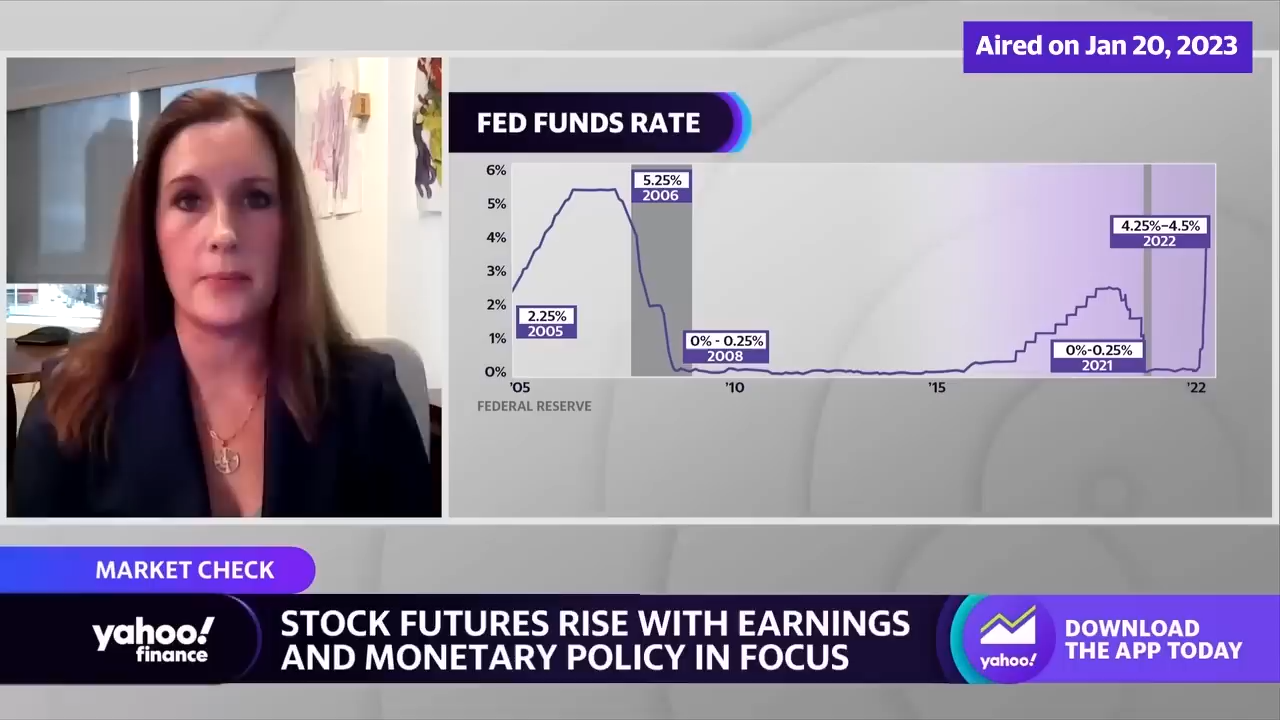 Aired on Jan 20, 2023
FED FUNDS RATE
6%
5%
4%
3%
2%
1%
0%
5.25%
2006
4.25%–4.5%
2022
2.25%
2005
0% - 0.25%
2008
0%-0.25%
2021
'05
'10
'15
'22
FEDERAL RESERVE
MARKET CHECK
yahoo!
finance
STOCK FUTURES RISE WITH EARNINGS
AND MONETARY POLICY IN FOCUS
yahoo!
DOWNLOAD
THE APP TODAY